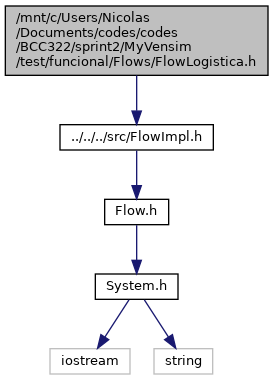 /mnt/c/Users/Nicolas
/Documents/codes/codes
/BCC322/sprint2/MyVensim
/test/funcional/Flows/FlowLogistica.h
../../../src/FlowImpl.h
Flow.h
System.h
iostream
string